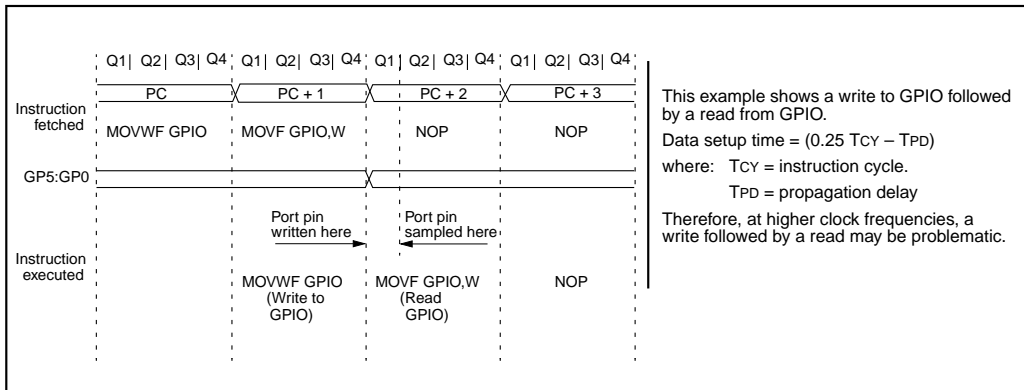 Q1| Q2| Q3| Q4 Q1| Q2| Q3| Q4 Q1| Q2| Q3| Q4 Q1| Q2| Q3| Q4
PC PC + 1 PC + 2 PC + 3
Instruction
fetched
MOVWF GPIO MOVF GPIO,W NOP NOP
GP5:GP0
Port pin
written here
Port pin
sampled here
Instruction
executed
MOVWF GPIO
(Write to
GPIO)
MOVF GPIO,W
(Read
GPIO)
NOP
This example shows a write to GPIO followed
by a read from GPIO.
Data setup time = (0.25 TCY – TPD)
where: TCY = instruction cycle.
TPD = propagation delay
Therefore, at higher clock frequencies, a
write followed by a read may be problematic.